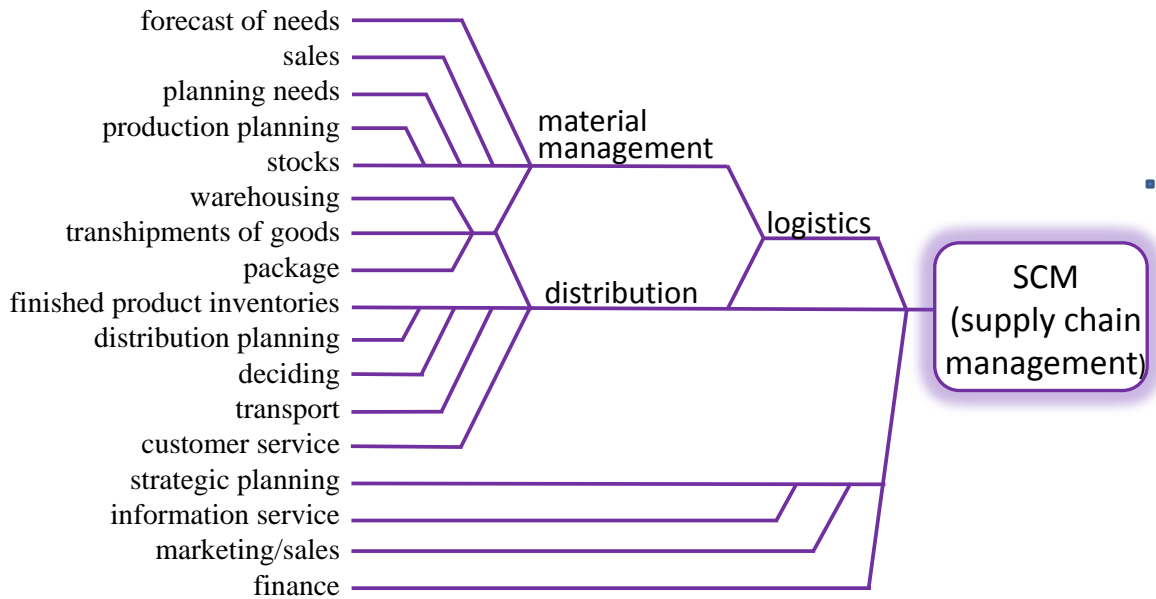 forecast of needs
sales
planning needs
production planning
stocks
warehousing
transhipments of goods
package
finished product inventories
distribution planning
deciding
transport
customer service
strategic planning
information service
marketing/sales
finance
material
management
distribution
logistics
SCM
(supply chain
management)